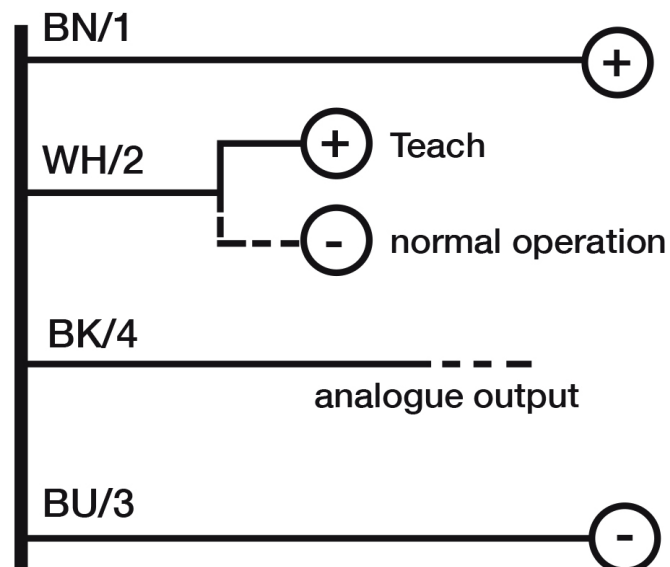 BN/1
+
WH/2
+ Teach
- normal operation
BK/4
analogue output
BU/3
-